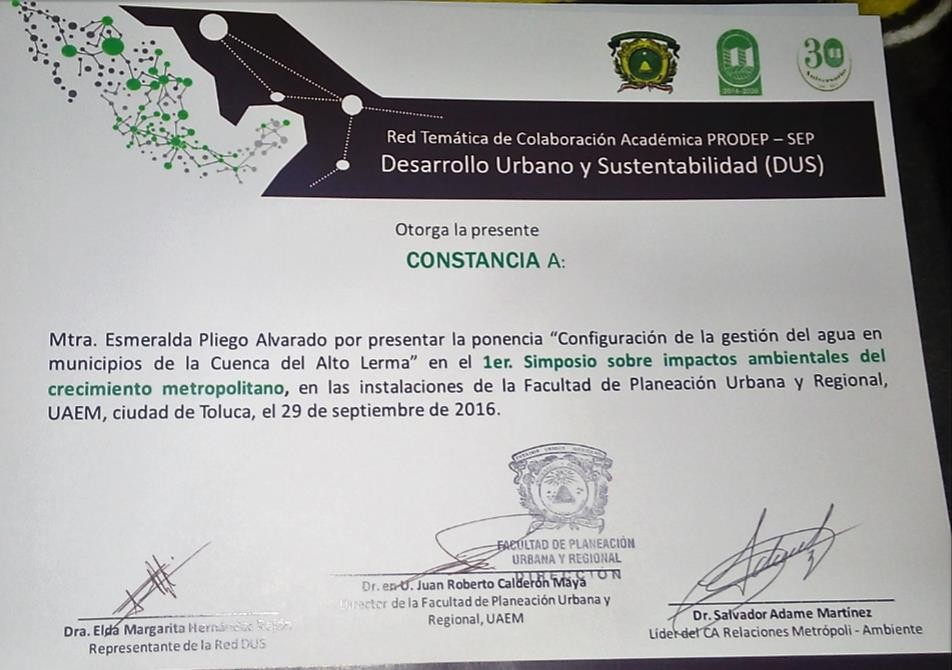 30
Aniversario
Red Temática de Colaboración Académica PRODEP – SEP
Desarrollo Urbano y Sustentabilidad (DUS)
Otorga la presente
CONSTANCIA A:
Mtra. Esmeralda Pliego Alvarado por presentar la ponencia “Configuración de la gestión del agua en
municipios de la Cuenca del Alto Lerma” en el 1er. Simposio sobre impactos ambientales del
crecimiento metropolitano, en las instalaciones de la Facultad de Planeación Urbana y Regional,
UAEM, ciudad de Toluca, el 29 de septiembre de 2016.
FACULTAD DE PLANEACIÓN
URBANA Y REGIONAL
DIRECCIÓN
Dr. en U. Juan Roberto Calderón Maya
Director de la Facultad de Planeación Urbana y
Regional, UAEM
Dra. Elda Margarita Hernández
Representante de la Red DUS
Dr. Salvador Adame Martínez
Líder del CA Relaciones Metrópoli - Ambiente